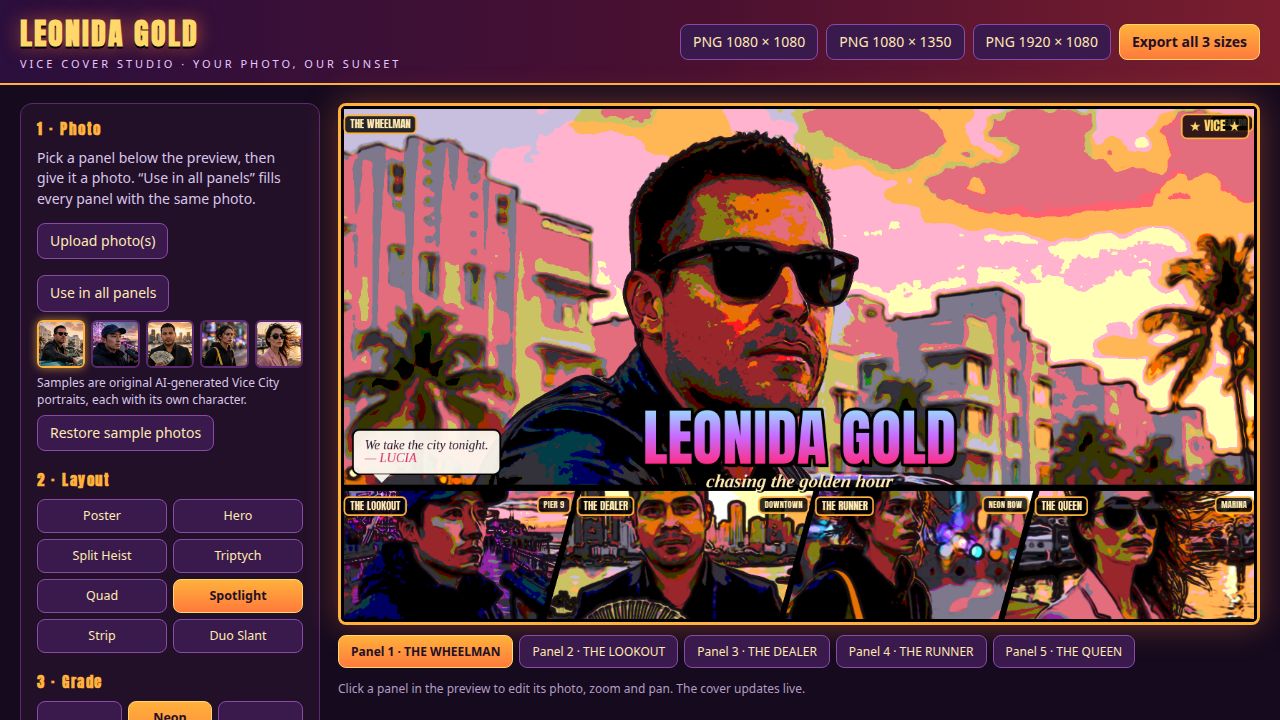 LEONIDA GOLD
VICE COVER STUDIO · YOUR PHOTO, OUR SUNSET
PNG 1080 × 1080
PNG 1080 × 1350
PNG 1920 × 1080
Export all 3 sizes
1 · Photo
Pick a panel below the preview, then
give it a photo. “Use in all panels” fills
every panel with the same photo.
Upload photo(s)
Use in all panels
Samples are original AI-generated Vice City
portraits, each with its own character.
Restore sample photos
2 · Layout
Poster
Hero
Split Heist
Triptych
Quad
Spotlight
Strip
Duo Slant
3 · Grade
Neon
THE WHEELMAN
★ VICE ★
We take the city tonight.
— LUCIA
LEONIDA GOLD
chasing the golden hour
THE LOOKOUT
PIER 9
THE DEALER
DOWNTOWN
THE RUNNER
NEON ROW
THE QUEEN
MARINA
Panel 1 · THE WHEELMAN
Panel 2 · THE LOOKOUT
Panel 3 · THE DEALER
Panel 4 · THE RUNNER
Panel 5 · THE QUEEN
Click a panel in the preview to edit its photo, zoom and pan. The cover updates live.